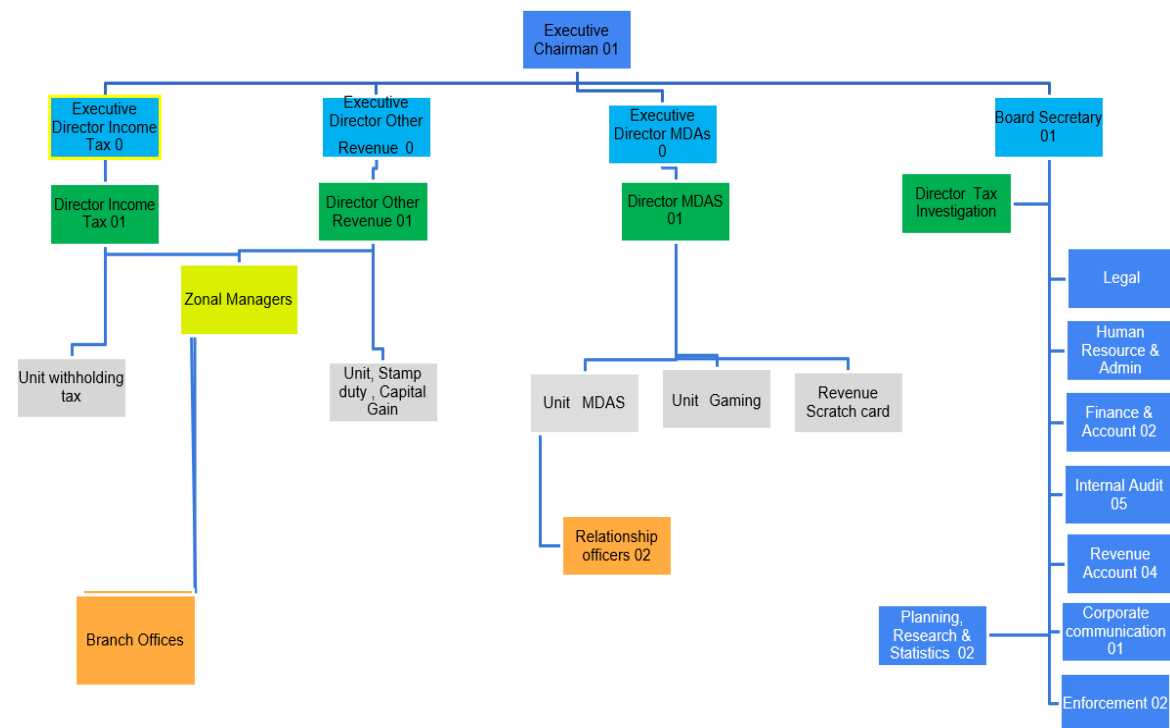 Executive
Chairman 01
Executive
Director Income
Tax 0
Executive
Director Other
Revenue 0
Executive
Director MDAs
0
Board Secretary
01
Director Income
Tax 01
Director Other
Revenue 01
Director MDAS
01
Director Tax
Investigation
Zonal Managers
Legal
Human
Resource &
Admin
Unit withholding
tax
Unit, Stamp
duty , Capital
Gain
Unit MDAS
Unit Gaming
Revenue
Scratch card
Finance &
Account 02
Internal Audit
05
Relationship
officers 02
Revenue
Account 04
Branch Offices
Planning,
Research &
Statistics 02
Corporate
communication
01
Enforcement 02